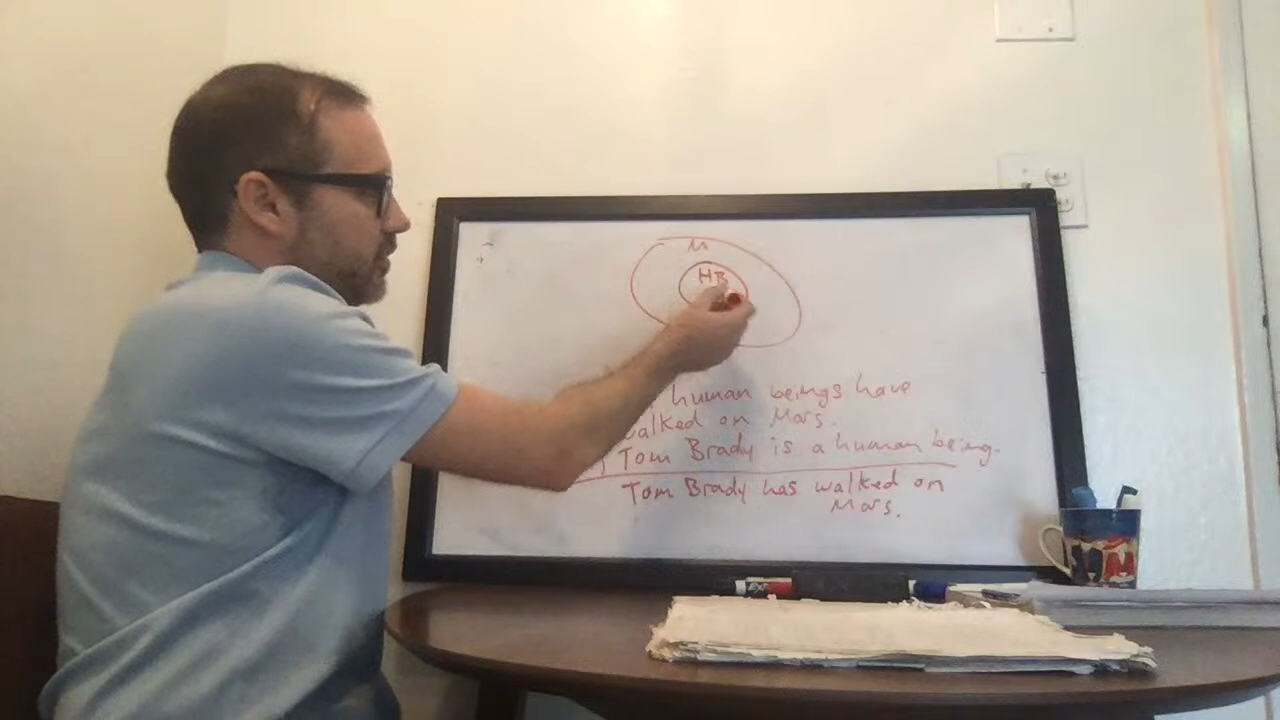 M
HB
human beings have
walked on Mars.
Tom Brady is a human being.
Tom Brady has walked on
Mars.